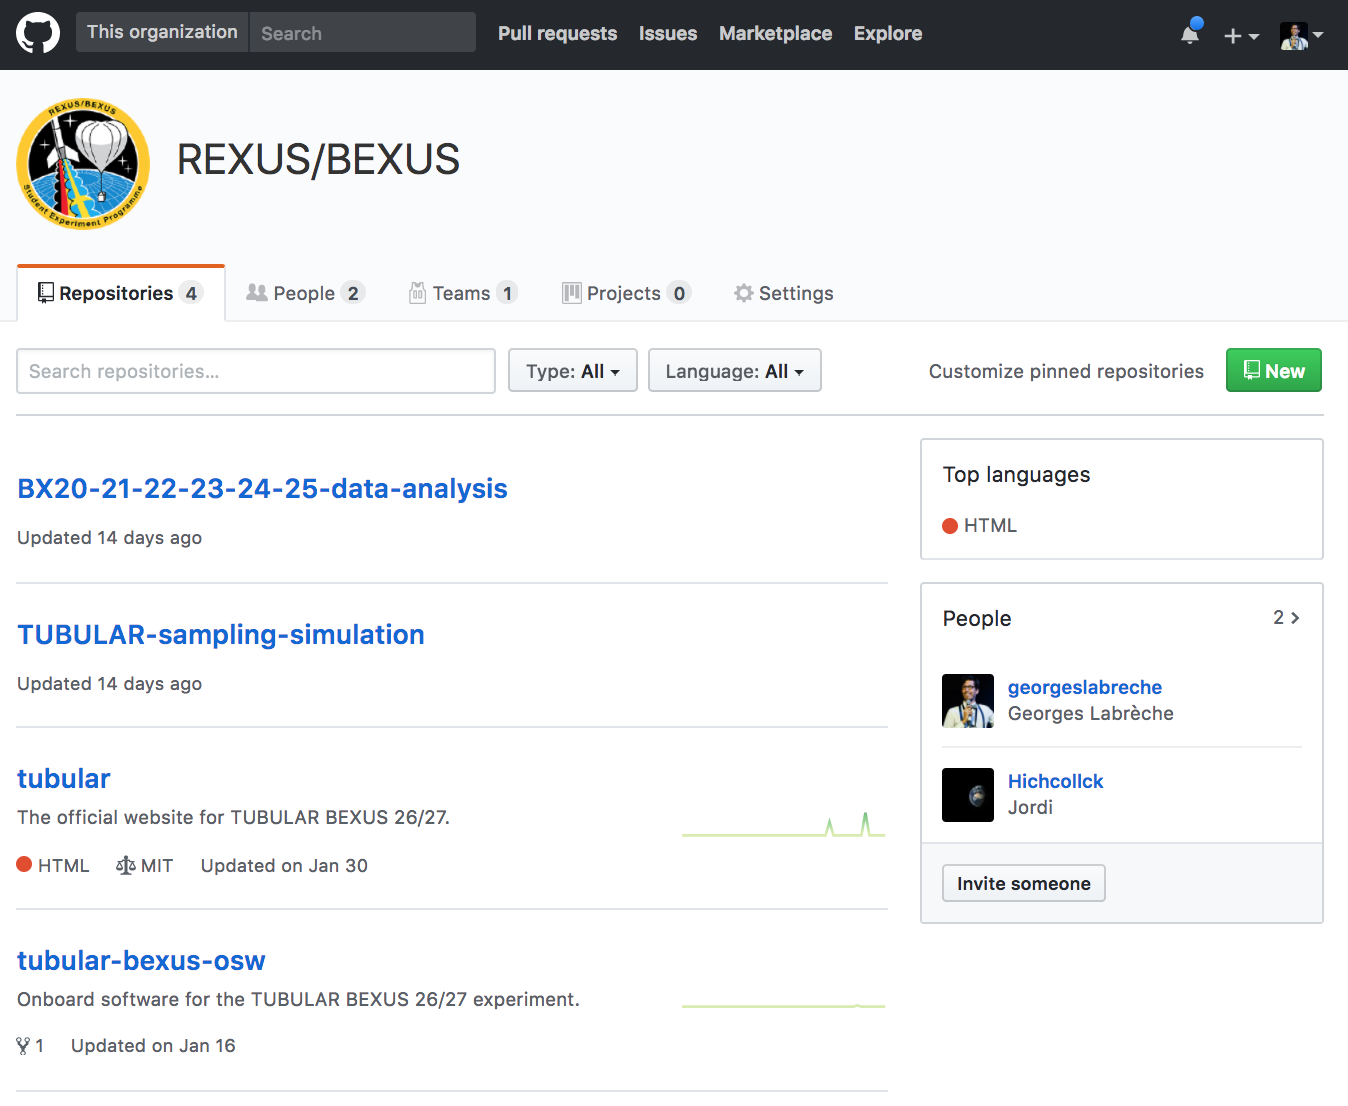 This organization
Search
Pull requests
Issues
Marketplace
Explore
REXUS/BEXUS
Student Experiment Programme
REXUS/BEXUS
Repositories 4
People 2
Teams 1
Projects 0
Settings
Search repositories...
Type: All
Language: All
Customize pinned repositories
New
BX20-21-22-23-24-25-data-analysis
Updated 14 days ago
TUBULAR-sampling-simulation
Updated 14 days ago
tubular
The official website for TUBULAR BEXUS 26/27.
HTML MIT Updated on Jan 30
tubular-bexus-osw
Onboard software for the TUBULAR BEXUS 26/27 experiment.
1 Updated on Jan 16
Top languages
HTML
People 2
georgeslabreche
Georges Labrèche
Hichcollck
Jordi
Invite someone